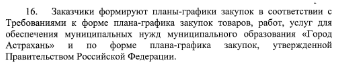 16. Заказчики формируют планы-графики закупок в соответствии с
Требованиями к форме плана-графика закупок товаров, работ, услуг для
обеспечения муниципальных нужд муниципального образования «Город
Астрахань» и по форме плана-графика закупок, утвержденной
Правительством Российской Федерации.